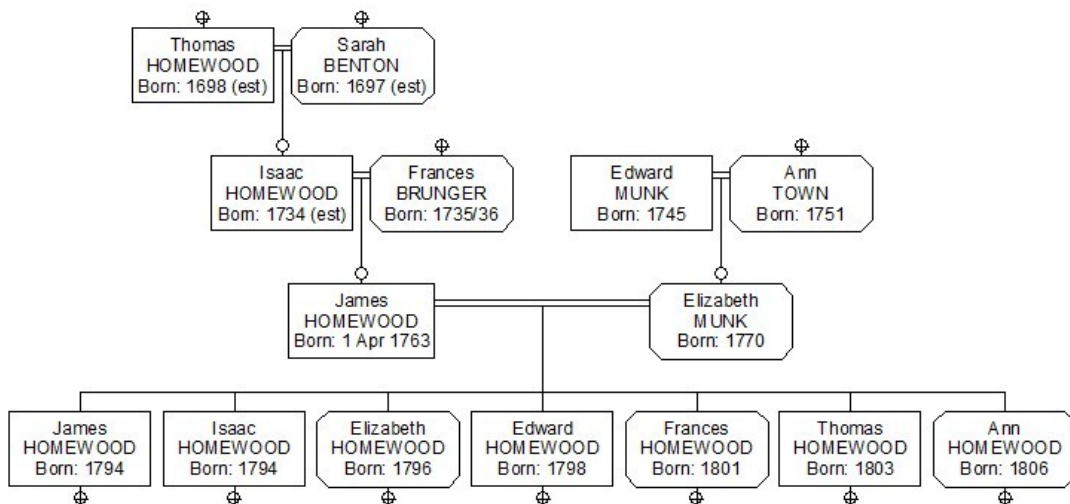 Thomas
HOMEWOOD
Born: 1698 (est)
Sarah
BENTON
Born: 1697 (est)
Isaac
HOMEWOOD
Born: 1734 (est)
Frances
BRUNGER
Born: 1735/36
Edward
MUNK
Born: 1745
Ann
TOWN
Born: 1751
James
HOMEWOOD
Born: 1 Apr 1763
Elizabeth
MUNK
Born: 1770
James
HOMEWOOD
Born: 1794
Isaac
HOMEWOOD
Born: 1794
Elizabeth
HOMEWOOD
Born: 1796
Edward
HOMEWOOD
Born: 1798
Frances
HOMEWOOD
Born: 1801
Thomas
HOMEWOOD
Born: 1803
Ann
HOMEWOOD
Born: 1806